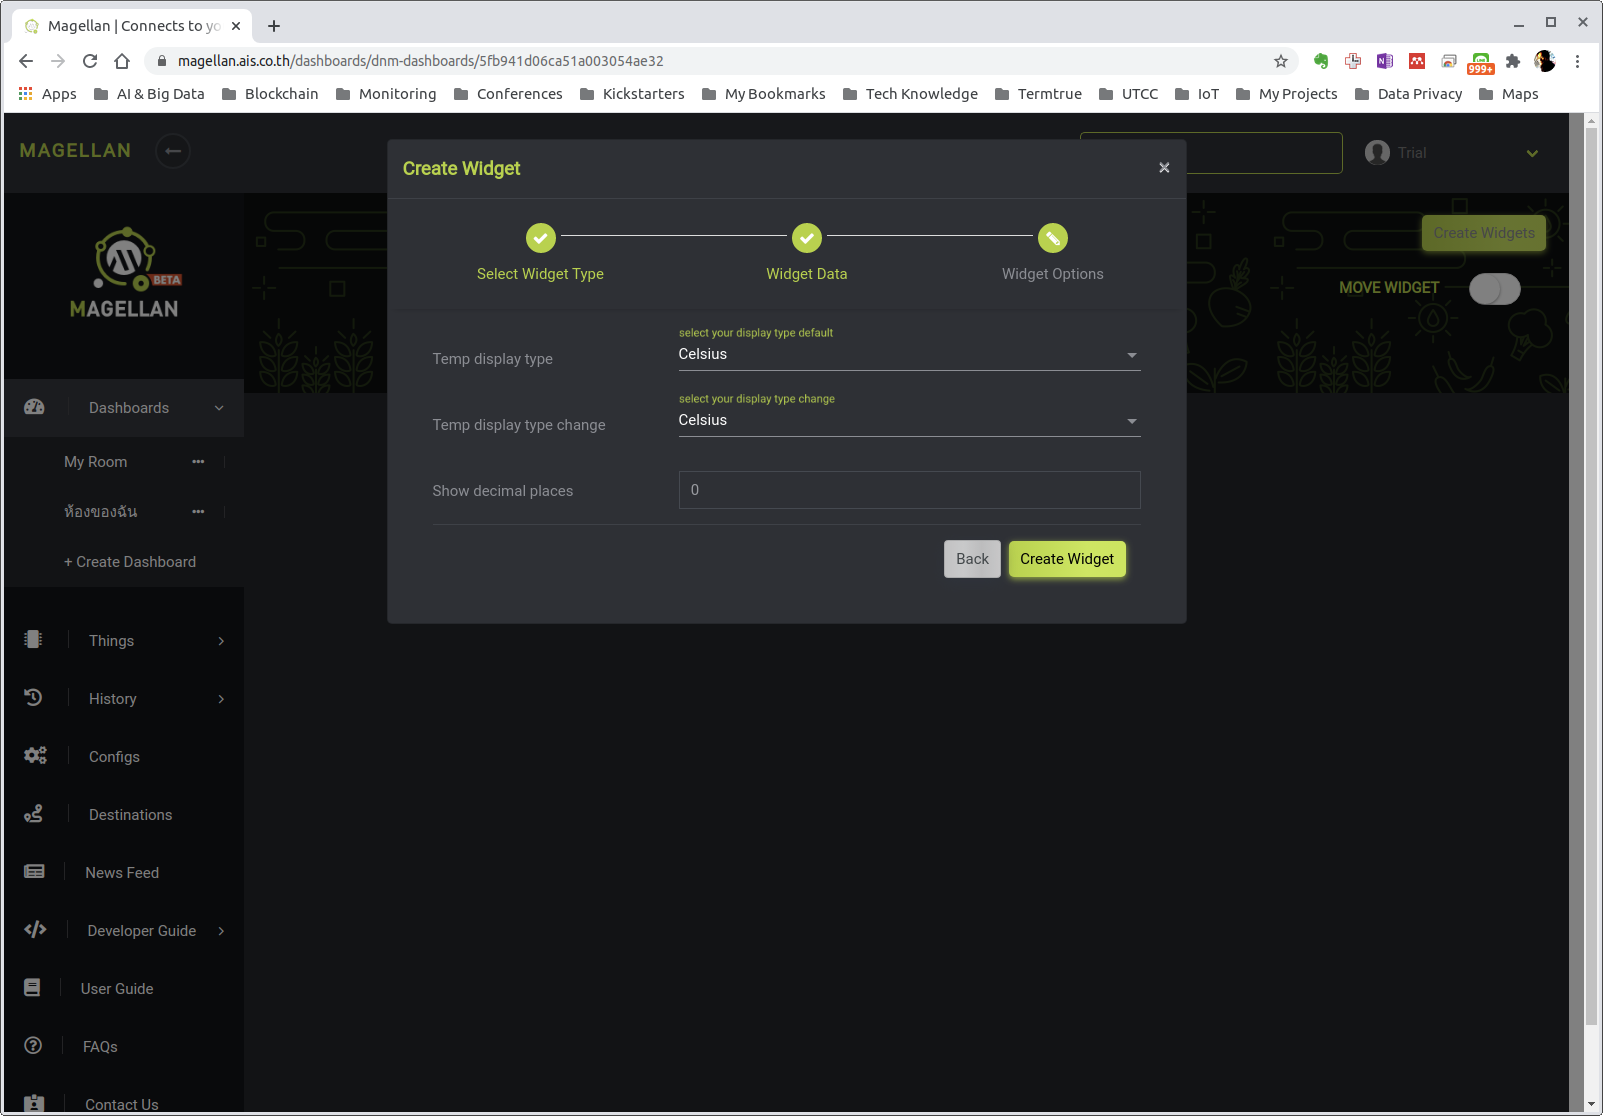 Magellan | Connects to yo
magellan.ais.co.th/dashboards/dnm-dashboards/5fb941d06ca51a003054ae32
999+
Apps AI & Big Data Blockchain Monitoring Conferences Kickstarters My Bookmarks Tech Knowledge Termtrue UTCC IoT My Projects Data Privacy Maps
MAGELLAN
Trial
BETA
MAGELLAN
Create Widgets
MOVE WIDGET
Dashboards
My Room
ห้องของฉัน
+ Create Dashboard
Things
History
Configs
Destinations
News Feed
Developer Guide
User Guide
FAQs
Contact Us
Create Widget
Select Widget Type Widget Data Widget Options
select your display type default
Temp display type Celsius
select your display type change
Temp display type change Celsius
Show decimal places 0
Back Create Widget